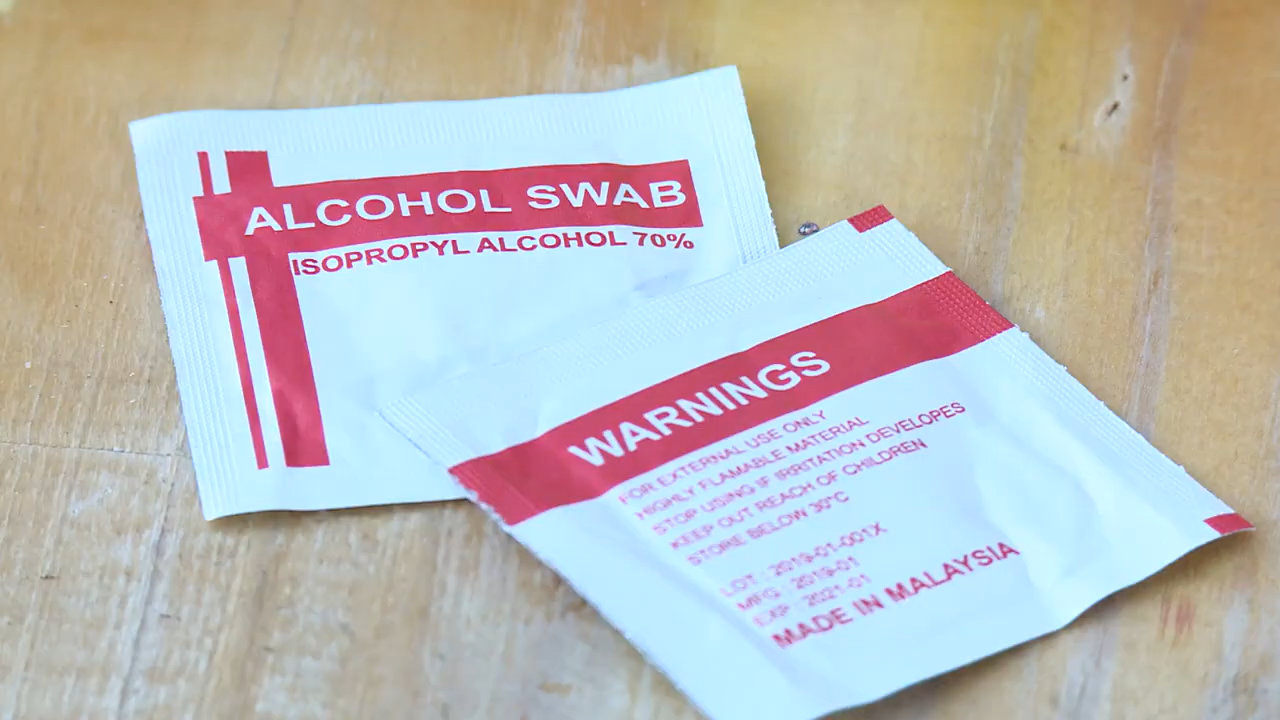 ALCOHOL SWAB
ISOPROPYL ALCOHOL 70%
WARNINGS
FOR EXTERNAL USE ONLY
HIGHLY FLAMABLE MATERIAL
STOP USING IF IRRITATION DEVELOPES
KEEP OUT REACH OF CHILDREN
STORE BELOW 30°C
LOT : 2019-01-001X
MFG : 2019-01
EXP : 2021-01
MADE IN MALAYSIA